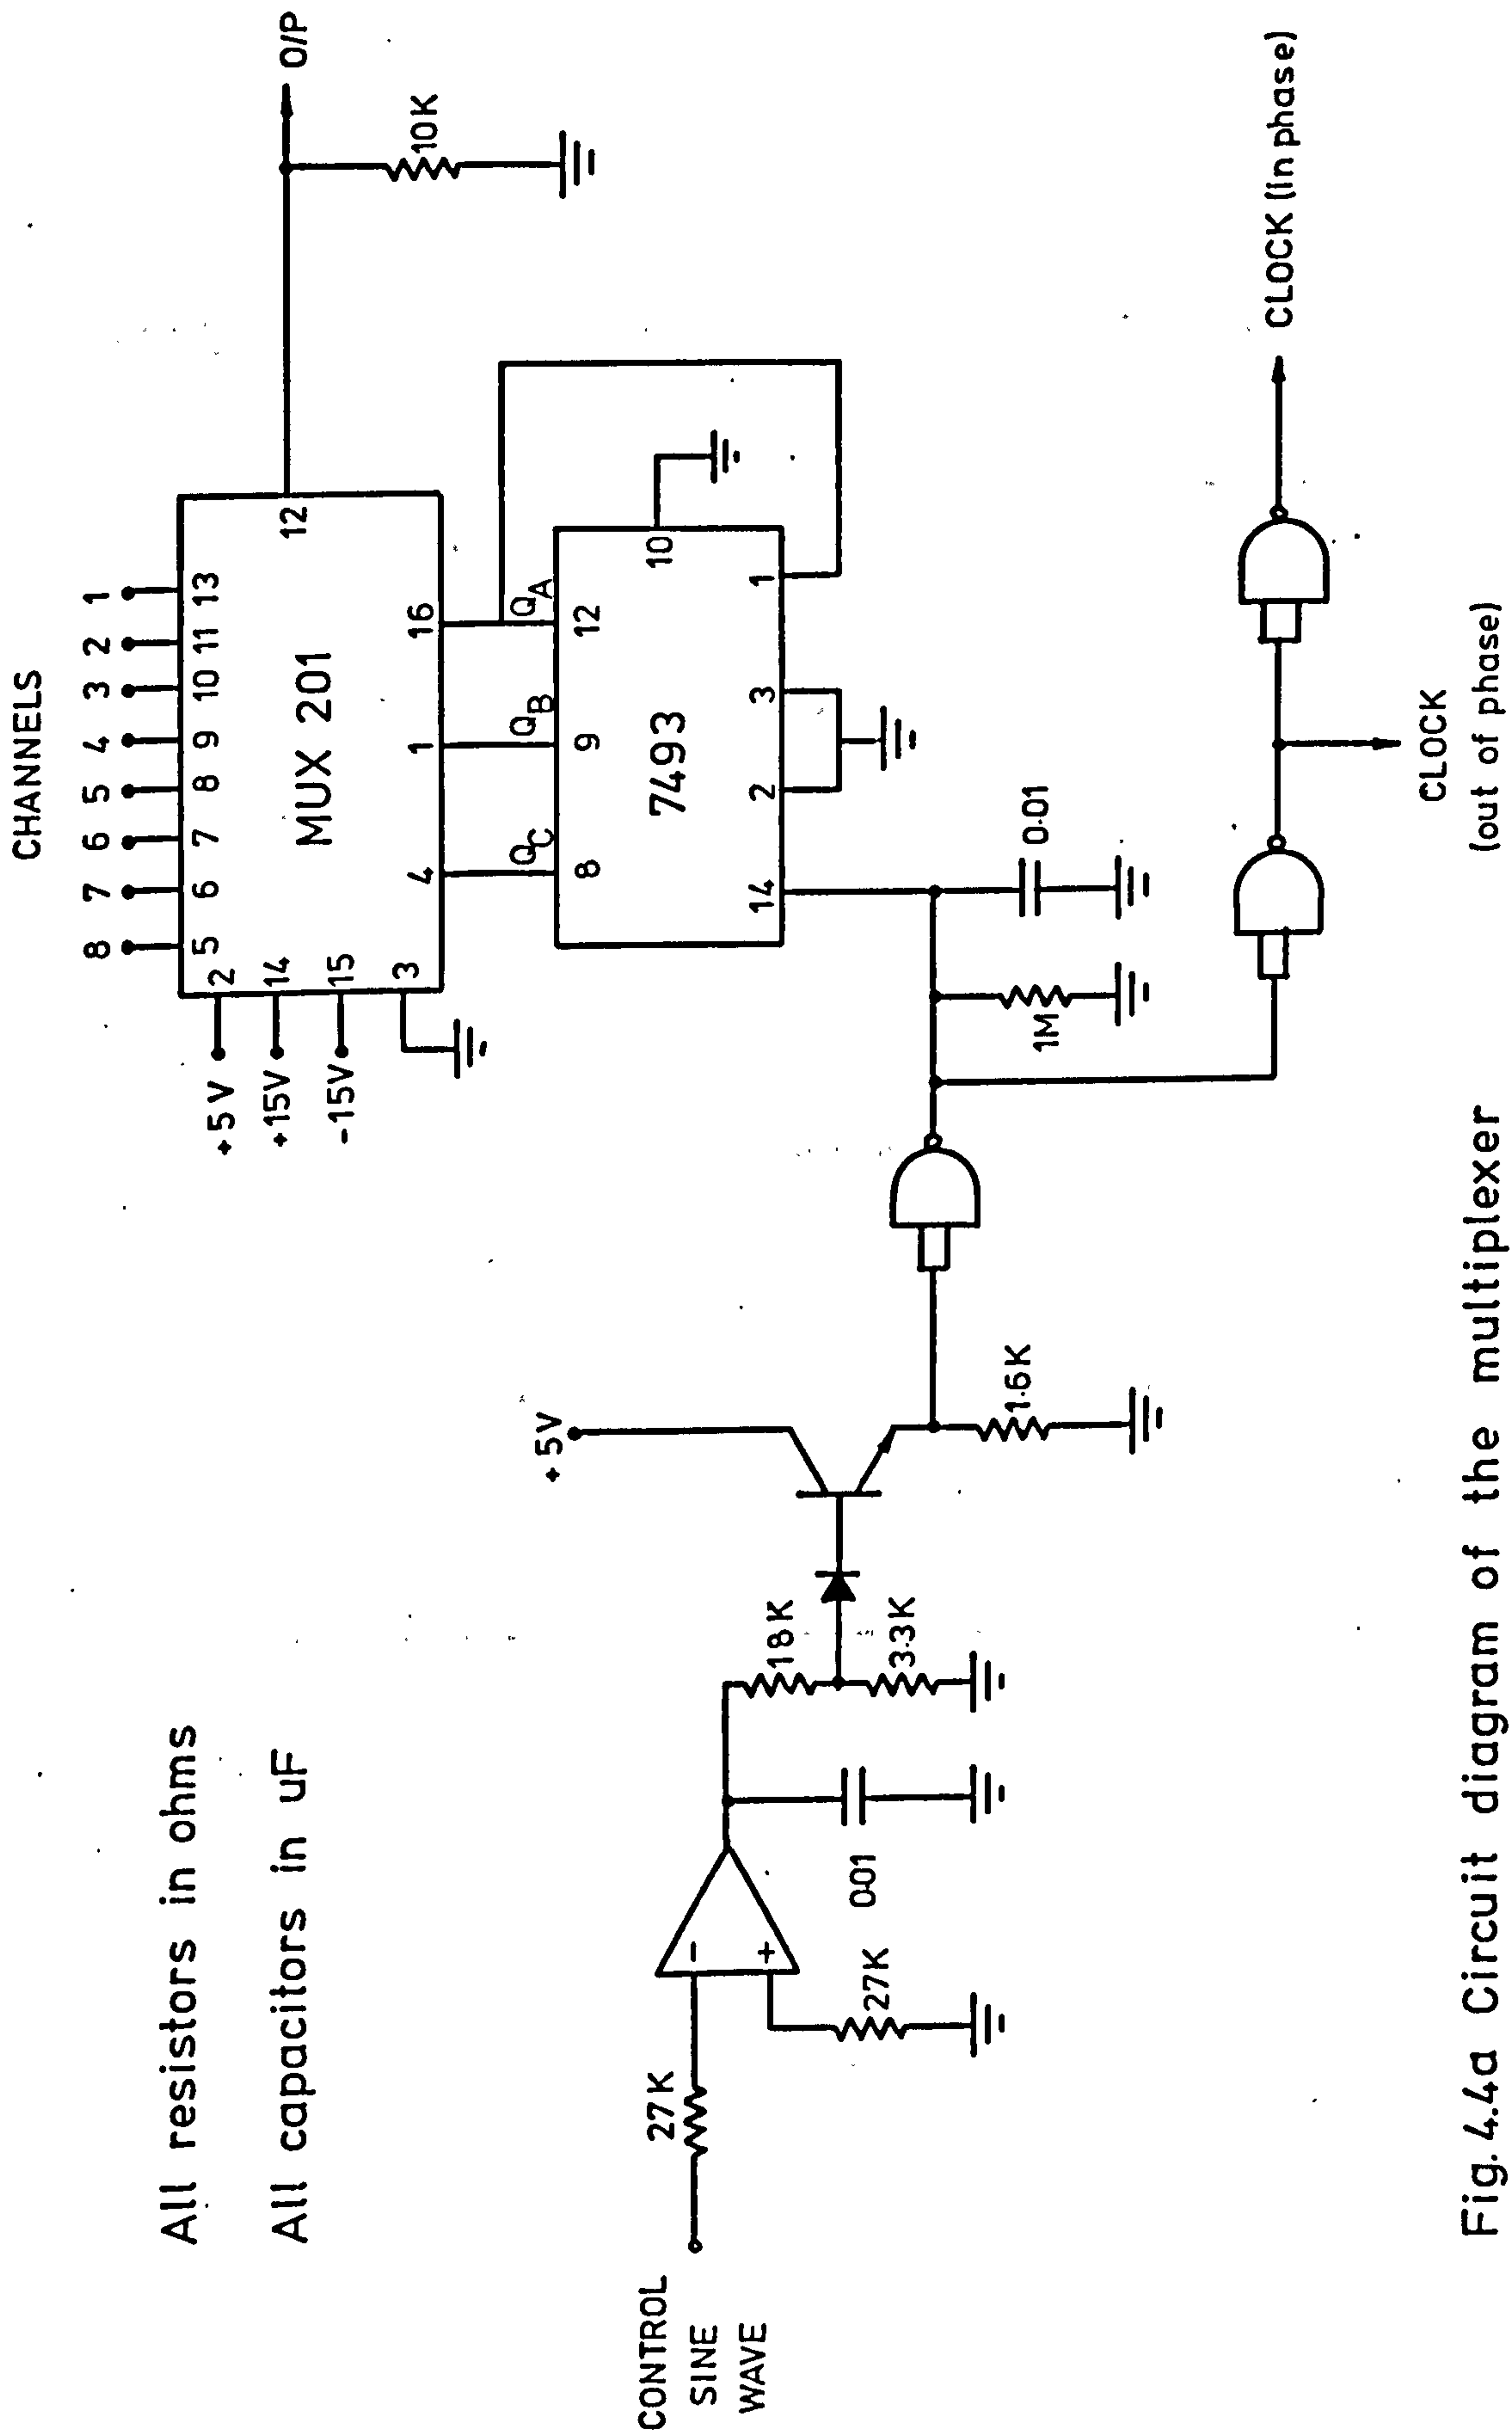 All resistors in ohms
All capacitors in uF
CHANNELS
8 7 6 5 4 3 2 1
5 6 7 8 9 10 11 13
+5V 2
+15V 14
-15V 15
3
MUX 201
12
O/P
10K
4 1 16
QC QB QA
8 9 12
7493
10
14 2 3 1
+5V
CONTROL
SINE
WAVE
27K
-
+
27K
001
18K
3.3K
1.6K
1M
0.01
CLOCK (in phase)
CLOCK
(out of phase)
Fig. 4.4a Circuit diagram of the multiplexer